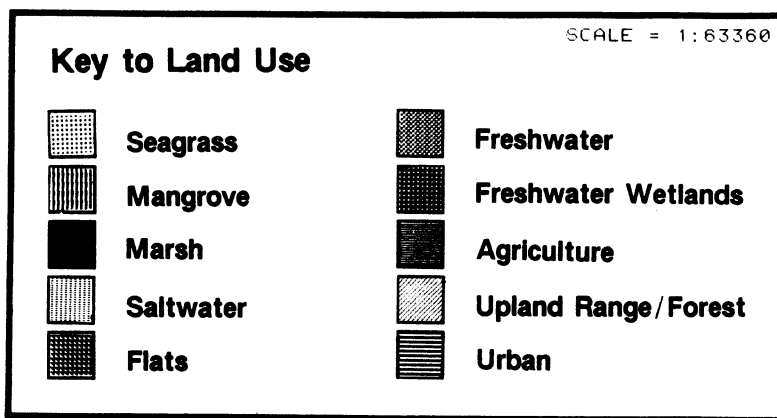 SCALE = 1:63360
Key to Land Use
Seagrass
Mangrove
Marsh
Saltwater
Flats
Freshwater
Freshwater Wetlands
Agriculture
Upland Range/Forest
Urban